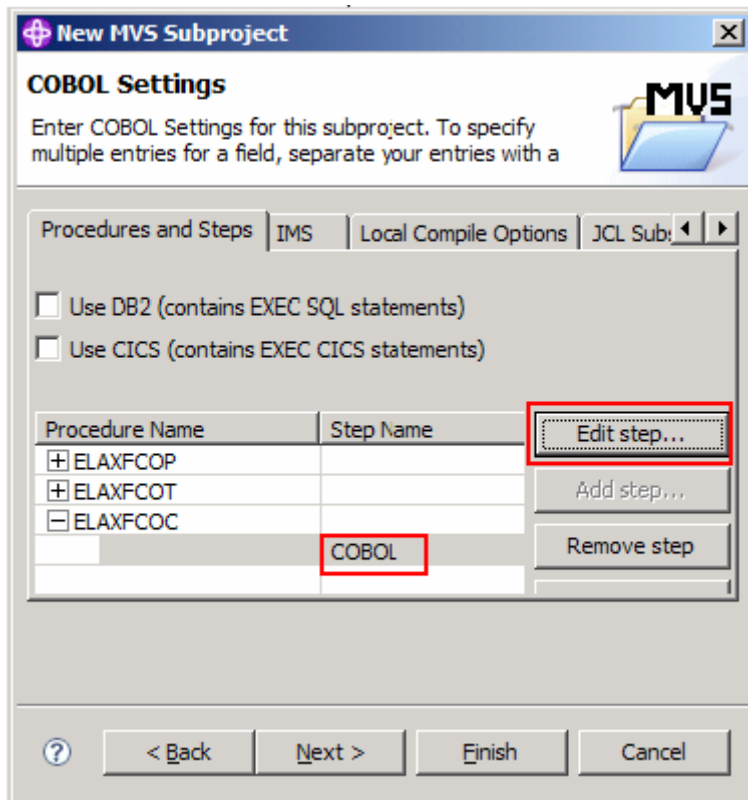 New MVS Subproject
COBOL Settings
Enter COBOL Settings for this subproject. To specify
multiple entries for a field, separate your entries with a
MVS
Procedures and Steps IMS Local Compile Options JCL Subs
Use DB2 (contains EXEC SQL statements)
Use CICS (contains EXEC CICS statements)
Procedure Name Step Name
Edit step...
ELAXFCOP
ELAXFCOT
Add step...
ELAXFCOC
COBOL
Remove step
< Back Next > Finish Cancel